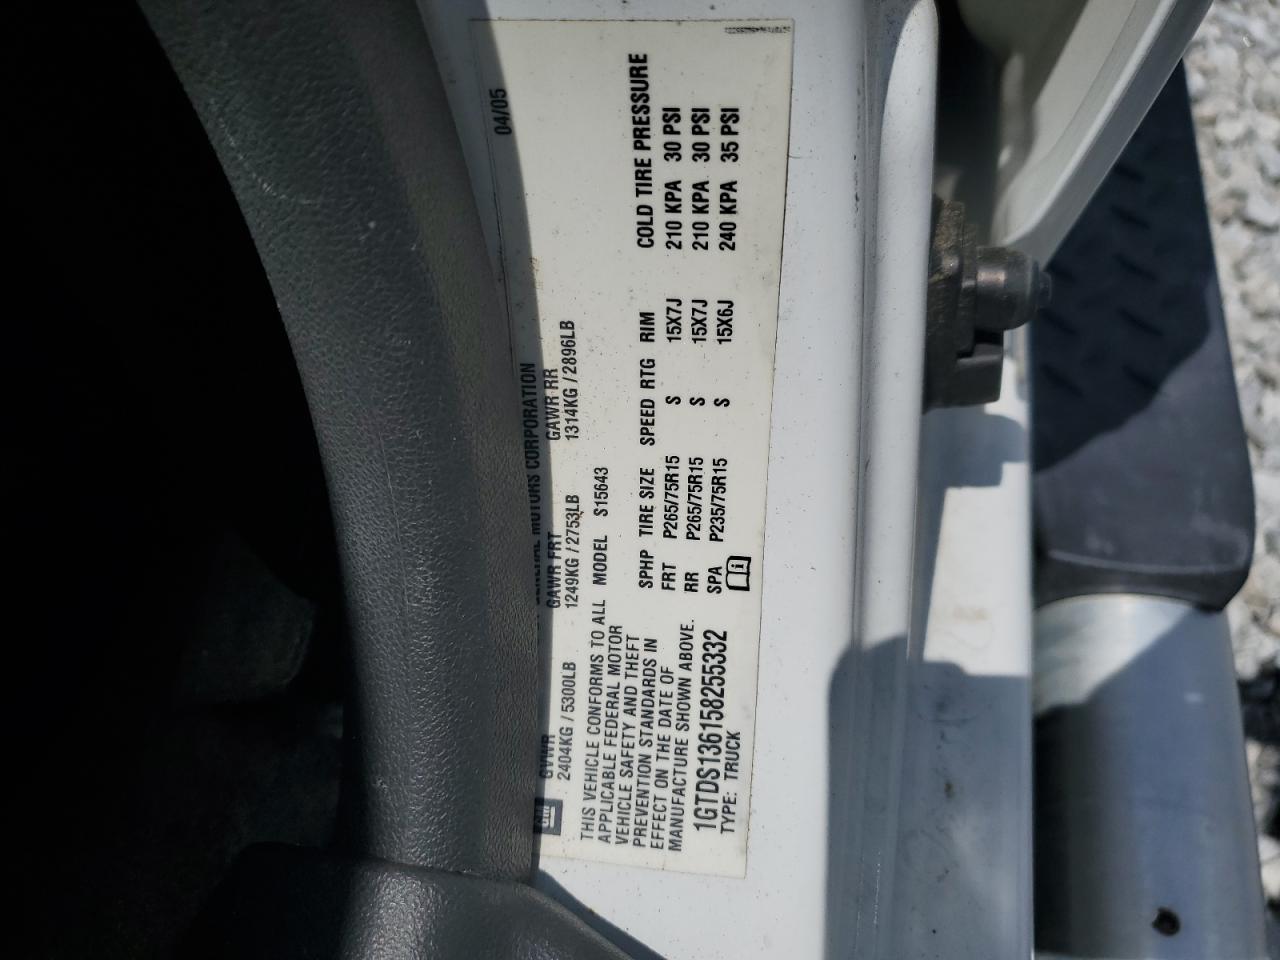 04/05
GENERAL MOTORS CORPORATION
GM
GVWR GAWR FRT GAWR RR
2404KG / 5300LB 1249KG / 2753LB 1314KG / 2896LB
THIS VEHICLE CONFORMS TO ALL
APPLICABLE FEDERAL MOTOR
VEHICLE SAFETY AND THEFT
PREVENTION STANDARDS IN
EFFECT ON THE DATE OF
MANUFACTURE SHOWN ABOVE.
1GTDS136158255332
TYPE: TRUCK
MODEL S15643
SPHP TIRE SIZE SPEED RTG RIM COLD TIRE PRESSURE
FRT P265/75R15 S 15X7J 210 KPA 30 PSI
RR P265/75R15 S 15X7J 210 KPA 30 PSI
SPA P235/75R15 S 15X6J 240 KPA 35 PSI